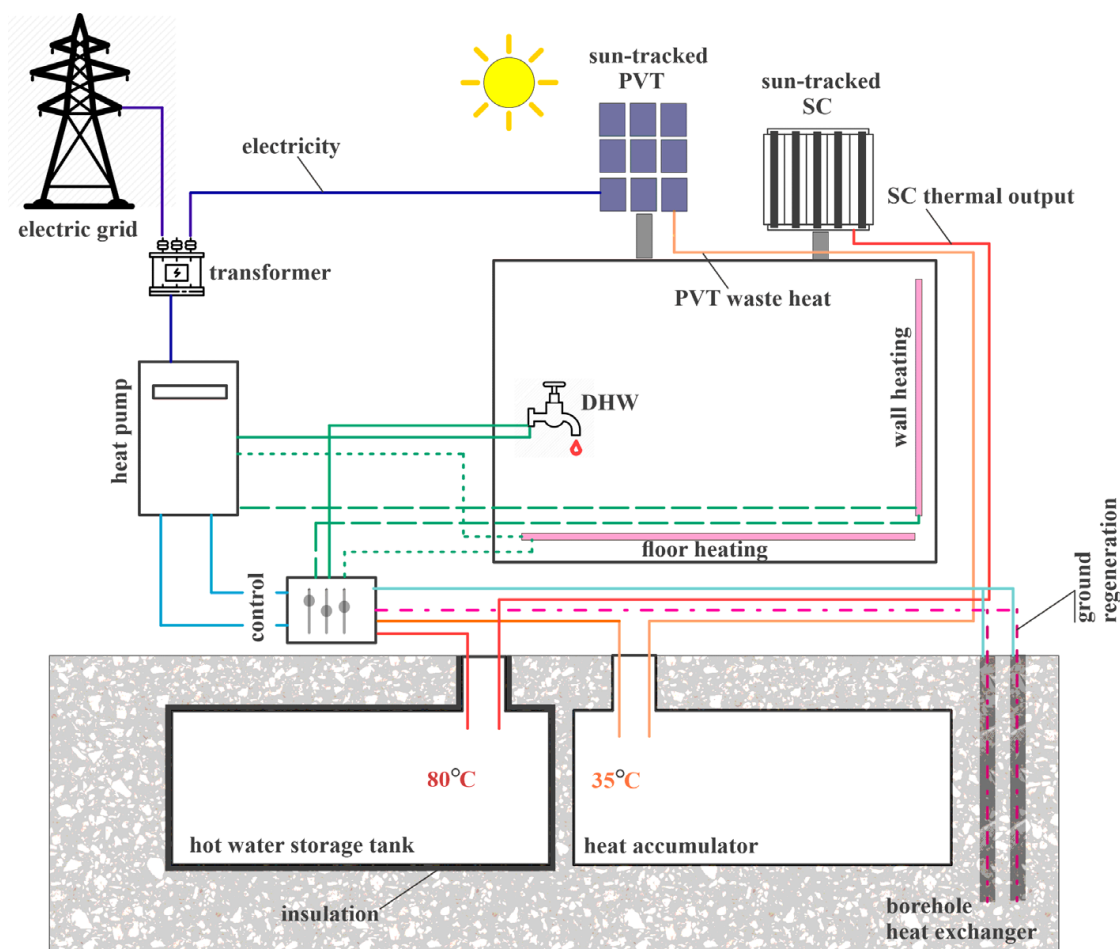 sun-tracked
PVT
sun-tracked
SC
electricity
SC thermal output
electric grid
transformer
PVT waste heat
heat pump
DHW
wall heating
floor heating
control
ground
regeneration
80°C
35°C
hot water storage tank
heat accumulator
insulation
borehole
heat exchanger